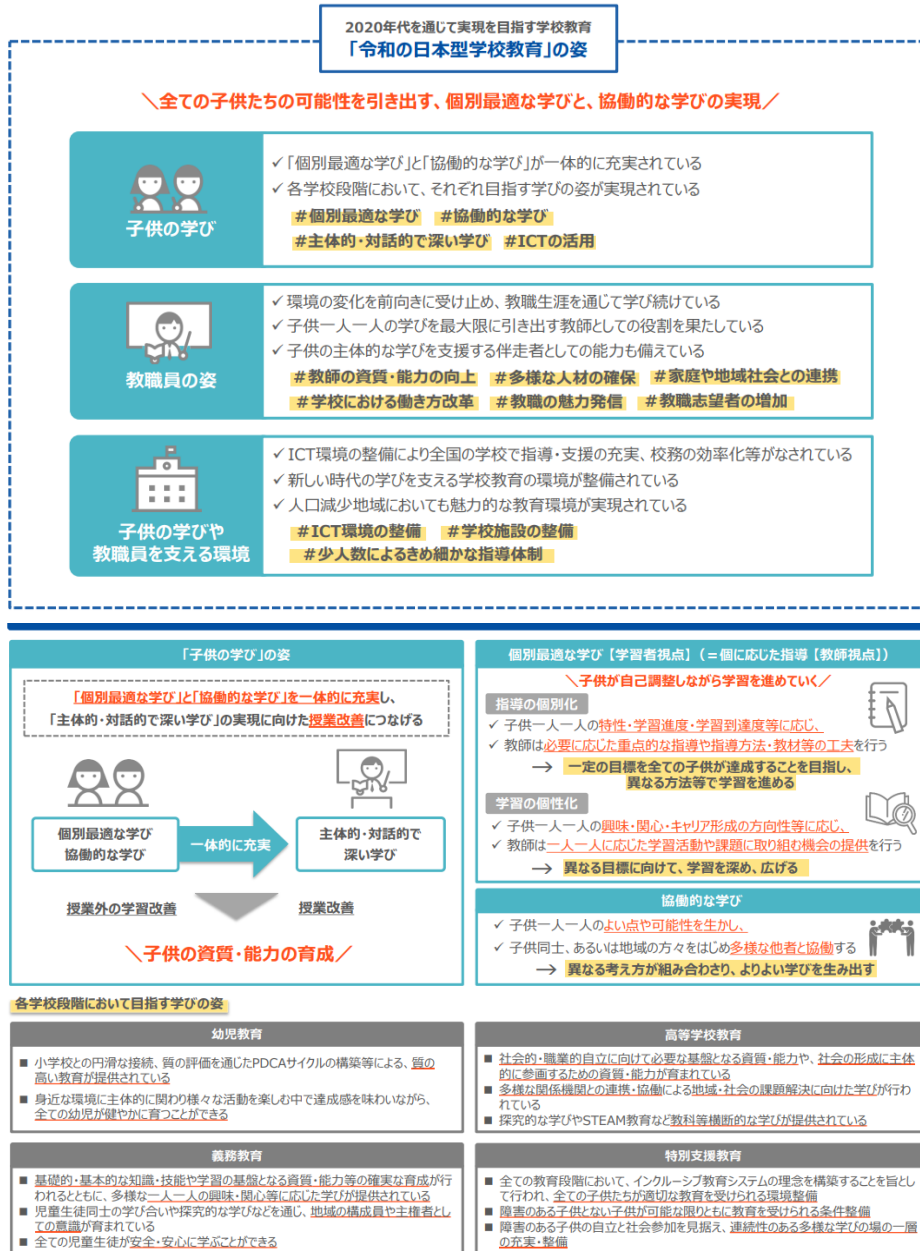 2020年代を通じて実現を目指す学校教育
「令和の日本型学校教育」の姿
＼全ての子供たちの可能性を引き出す、個別最適な学びと、協働的な学びの実現／
子供の学び
✓「個別最適な学び」と「協働的な学び」が一体的に充実されている
✓各学校段階において、それぞれ目指す学びの姿が実現されている
#個別最適な学び #協働的な学び
#主体的・対話的で深い学び #ICTの活用
教職員の姿
✓環境の変化を前向きに受け止め、教職生涯を通じて学び続けている
✓子供一人一人の学びを最大限に引き出す教師としての役割を果たしている
✓子供の主体的な学びを支援する伴走者としての能力も備えている
#教師の資質・能力の向上 #多様な人材の確保 #家庭や地域社会との連携
#学校における働き方改革 #教職の魅力発信 #教職志望者の増加
子供の学びや
教職員を支える環境
✓ICT環境の整備により全国の学校で指導・支援の充実、校務の効率化等がなされている
✓新しい時代の学びを支える学校教育の環境が整備されている
✓人口減少地域においても魅力的な教育環境が実現されている
#ICT環境の整備 #学校施設の整備
#少人数によるきめ細かな指導体制
「子供の学び」の姿
「個別最適な学び」と「協働的な学び」を一体的に充実し、
「主体的・対話的で深い学び」の実現に向けた授業改善につなげる
個別最適な学び
協働的な学び
一体的に充実
主体的・対話的で
深い学び
授業外の学習改善
授業改善
＼子供の資質・能力の育成／
個別最適な学び【学習者視点】（＝個に応じた指導【教師視点】）
＼子供が自己調整しながら学習を進めていく／
指導の個別化
✓ 子供一人一人の特性・学習進度・学習到達度等に応じ、
✓ 教師は必要に応じた重点的な指導や指導方法・教材等の工夫を行う
→ 一定の目標を全ての子供が達成することを目指し、
異なる方法等で学習を進める
学習の個性化
✓ 子供一人一人の興味・関心・キャリア形成の方向性等に応じ、
✓ 教師は一人一人に応じた学習活動や課題に取り組む機会の提供を行う
→ 異なる目標に向けて、学習を深め、広げる
協働的な学び
✓ 子供一人一人のよい点や可能性を生かし、
✓ 子供同士、あるいは地域の方々をはじめ多様な他者と協働する
→ 異なる考え方が組み合わさり、よりよい学びを生み出す
各学校段階において目指す学びの姿
幼児教育
■ 小学校との円滑な接続、質の評価を通じたPDCAサイクルの構築等による、質の
高い教育が提供されている
■ 身近な環境に主体的に関わり様々な活動を楽しむ中で達成感を味わいながら、
全ての幼児が健やかに育つことができる
高等学校教育
■ 社会的・職業的自立に向けて必要な基盤となる資質・能力や、社会の形成に主体
的に参画するための資質・能力が育まれている
■ 多様な関係機関との連携・協働による地域・社会の課題解決に向けた学びが行わ
れている
■ 探究的な学びやSTEAM教育など教科等横断的な学びが提供されている
義務教育
■ 基礎的・基本的な知識・技能や学習の基盤となる資質・能力等の確実な育成が行
われるとともに、多様な一人一人の興味・関心等に応じた学びが提供されている
■ 児童生徒同士の学び合いや探究的な学びなどを通じ、地域の構成員や主権者とし
ての意識が育まれている
■ 全ての児童生徒が安全・安心に学ぶことができる
特別支援教育
■ 全ての教育段階において、インクルーシブ教育システムの理念を構築することを旨とし
て行われ、全ての子供たちが適切な教育を受けられる環境整備
■ 障害のある子供とない子供が可能な限りともに教育を受けられる条件整備
■ 障害のある子供の自立と社会参加を見据え、連続性のある多様な学びの場の一層
の充実・整備